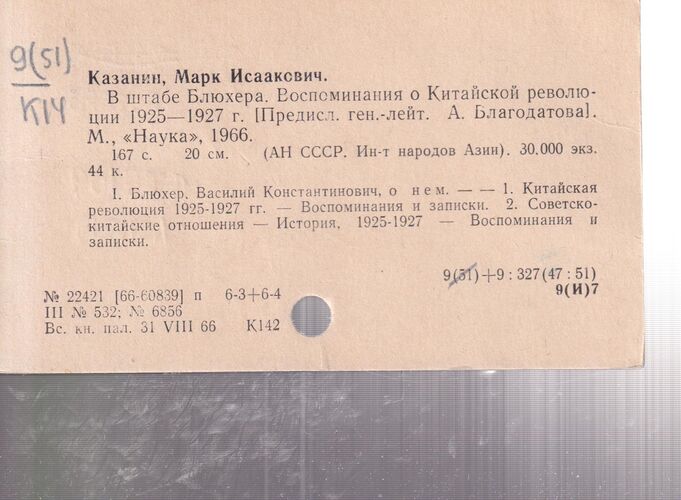 9(51)
К14
Казанин, Марк Исаакович.
В штабе Блюхера. Воспоминания о Китайской револю-
ции 1925—1927 г. [Предисл. ген.-лейт. А. Благодатова].
М., «Наука», 1966.
167 с. 20 см. (АН СССР. Ин-т народов Азии). 30.000 экз.
44 к.
I. Блюхер, Василий Константинович, о нем. — — 1. Китайская
революция 1925-1927 гг. — Воспоминания и записки. 2. Советско-
китайские отношения — История, 1925-1927 — Воспоминания и
записки.
9(51)+9:327(47:51)
9(И)7
№ 22421 [66-60839] п 6-3+6-4
III № 532; № 6856
Вс. кн. пал. 31 VIII 66 К142